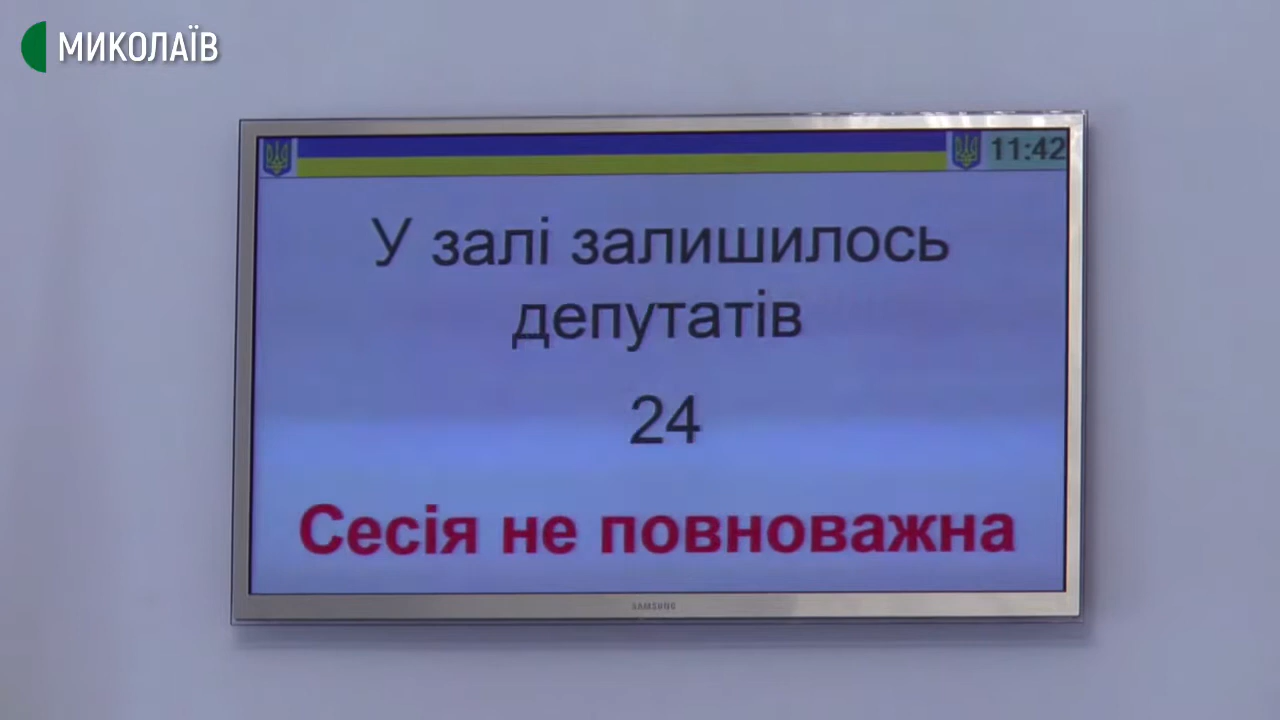 МИКОЛАЇВ
11:42
У залі залишилось
депутатів
24
Сесія не повноважна
SAMSUNG